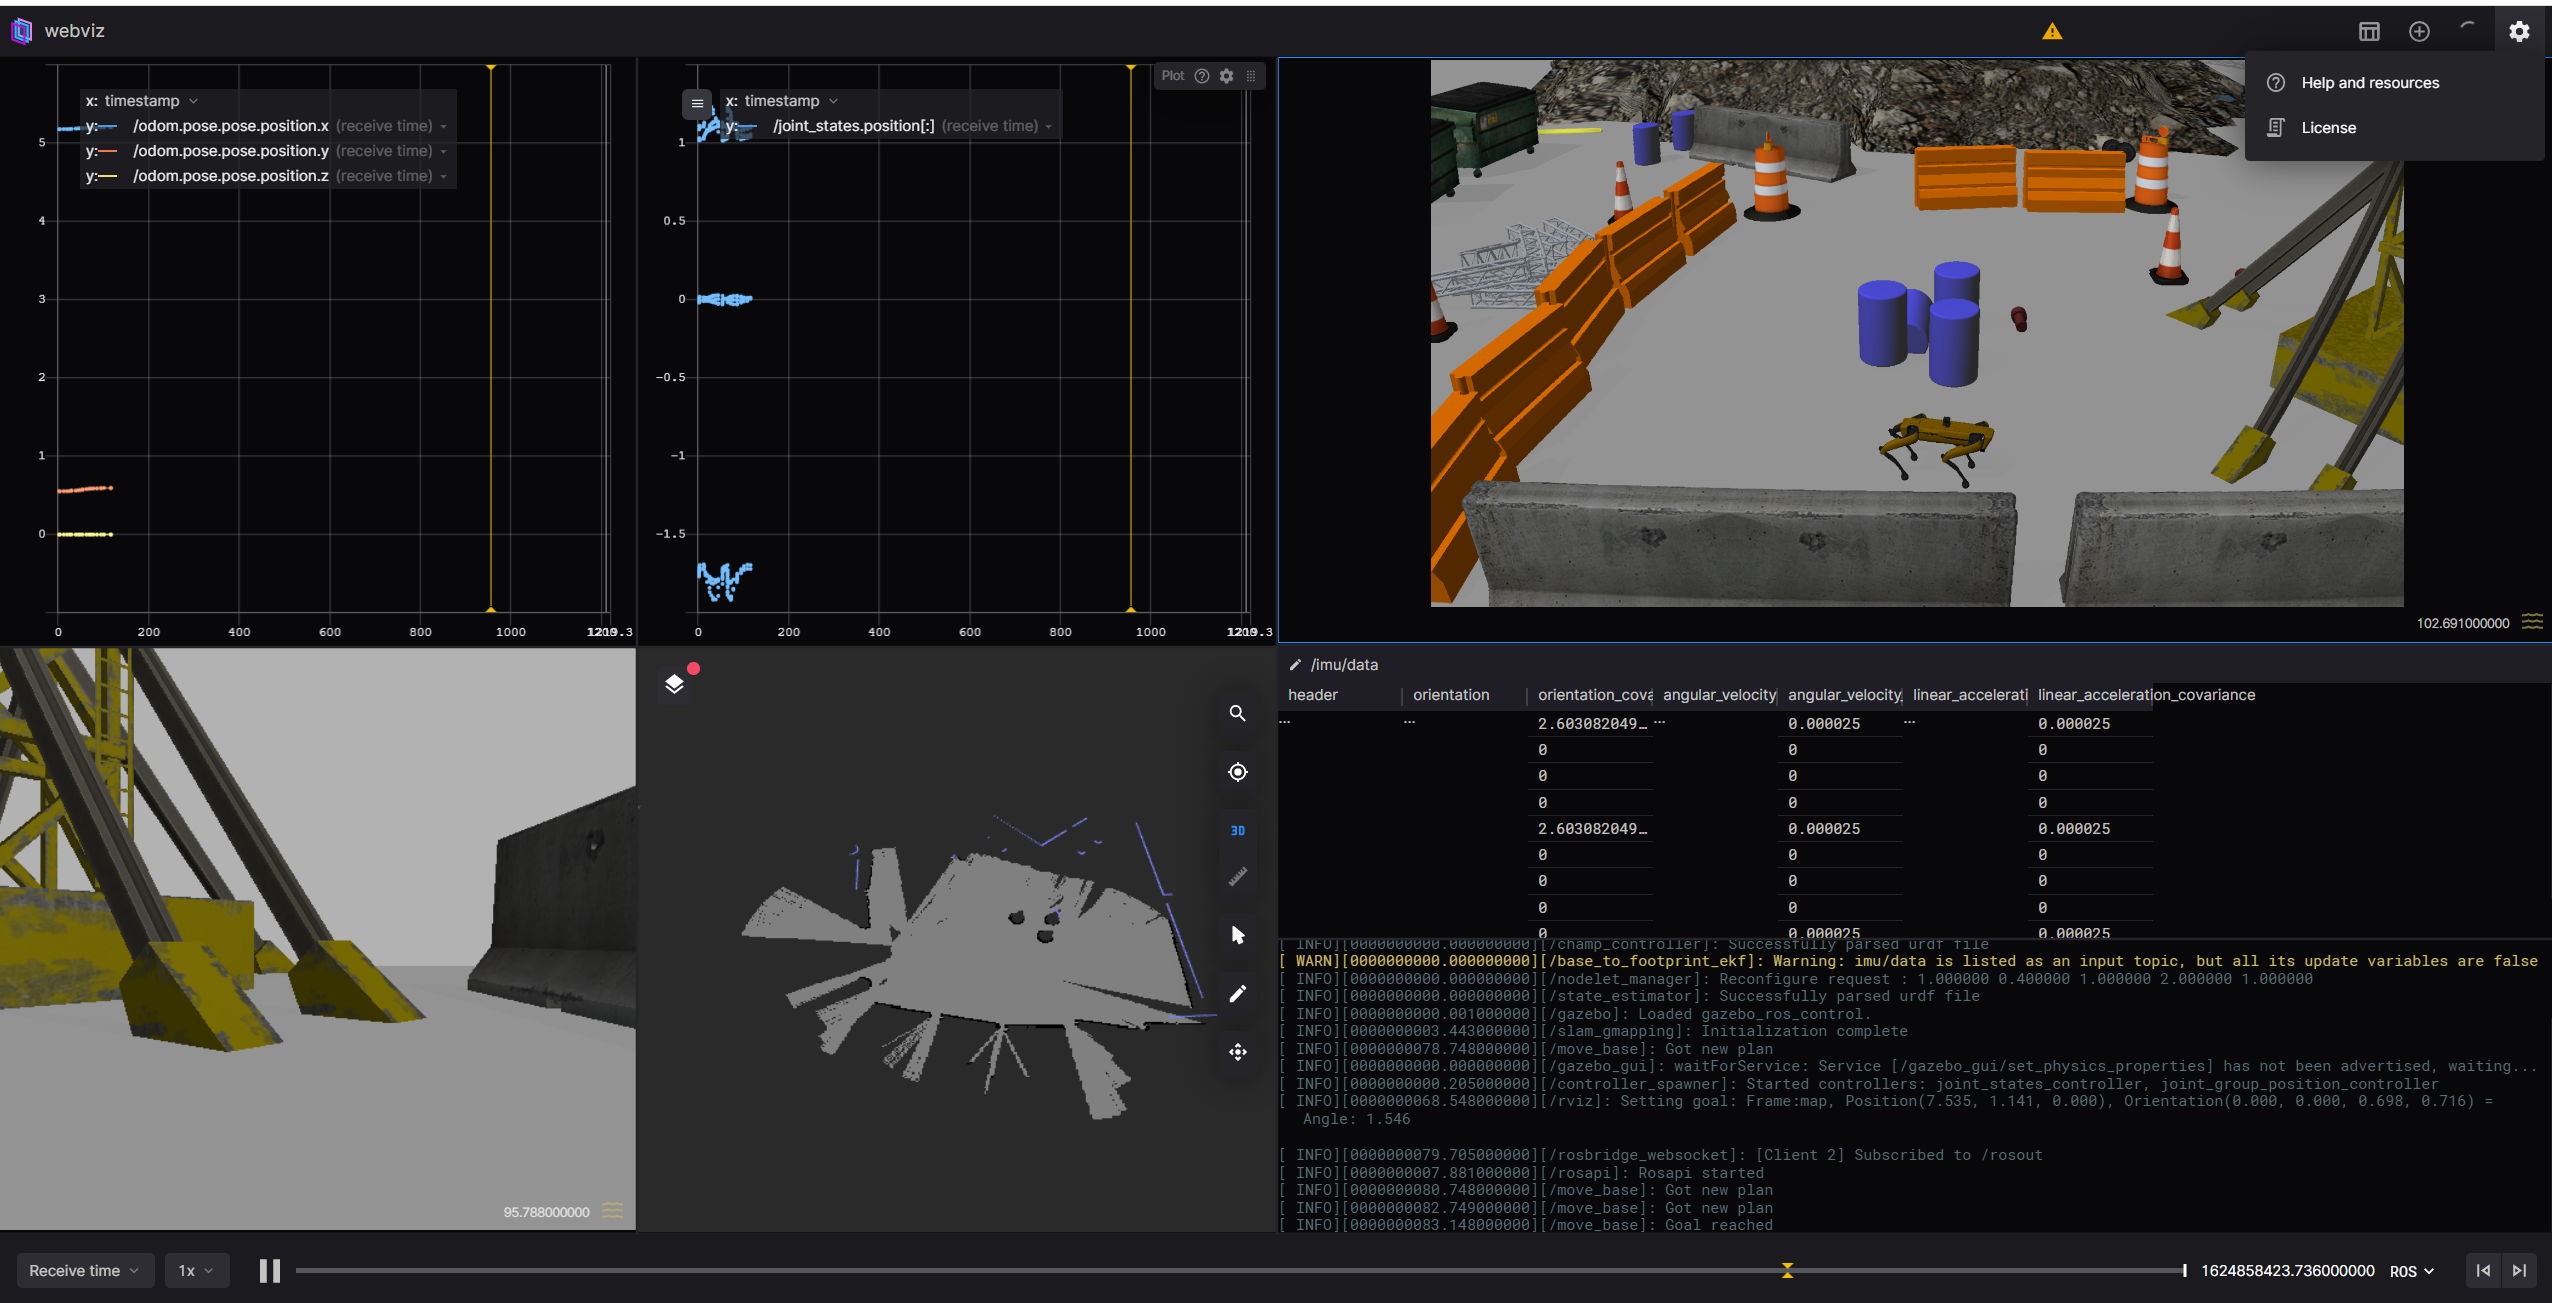 webviz
Help and resources
License
x: timestamp
y: /odom.pose.pose.position.x (receive time)
y: /odom.pose.pose.position.y (receive time)
y: /odom.pose.pose.position.z (receive time)
5
4
3
2
1
0
0 200 400 600 800 1000
Plot
x: timestamp
y: /joint_states.position[:] (receive time)
1
0.5
0
-0.5
-1
-1.5
0 200 400 600 800 1000
102.691000000
95.788000000
3D
/imu/data
header orientation orientation_cova angular_velocity angular_velocity linear_accelerati linear_acceleration_covariance
... ... 2.603082049… ... 0.000025 ... 0.000025
0 0 0
0 0 0
0 0 0
2.603082049… 0.000025 0.000025
0 0 0
0 0 0
0 0 0
0 0.000025 0.000025
[ INFO][0000000000.000000000][/champ_controller]: Successfully parsed urdf file
[ WARN][0000000000.000000000][/base_to_footprint_ekf]: Warning: imu/data is listed as an input topic, but all its update variables are false
[ INFO][0000000000.000000000][/nodelet_manager]: Reconfigure request : 1.000000 0.400000 1.000000 2.000000 1.000000
[ INFO][0000000000.000000000][/state_estimator]: Successfully parsed urdf file
[ INFO][0000000000.001000000][/gazebo]: Loaded gazebo_ros_control.
[ INFO][0000000003.443000000][/slam_gmapping]: Initialization complete
[ INFO][0000000078.748000000][/move_base]: Got new plan
[ INFO][0000000000.000000000][/gazebo_gui]: waitForService: Service [/gazebo_gui/set_physics_properties] has not been advertised, waiting...
[ INFO][0000000000.205000000][/controller_spawner]: Started controllers: joint_states_controller, joint_group_position_controller
[ INFO][0000000068.548000000][/rviz]: Setting goal: Frame:map, Position(7.535, 1.141, 0.000), Orientation(0.000, 0.000, 0.698, 0.716) =
Angle: 1.546
[ INFO][0000000079.705000000][/rosbridge_websocket]: [Client 2] Subscribed to /rosout
[ INFO][0000000007.881000000][/rosapi]: Rosapi started
[ INFO][0000000080.748000000][/move_base]: Got new plan
[ INFO][0000000082.749000000][/move_base]: Got new plan
[ INFO][0000000083.148000000][/move_base]: Goal reached
Receive time 1x 1624858423.736000000 ROS